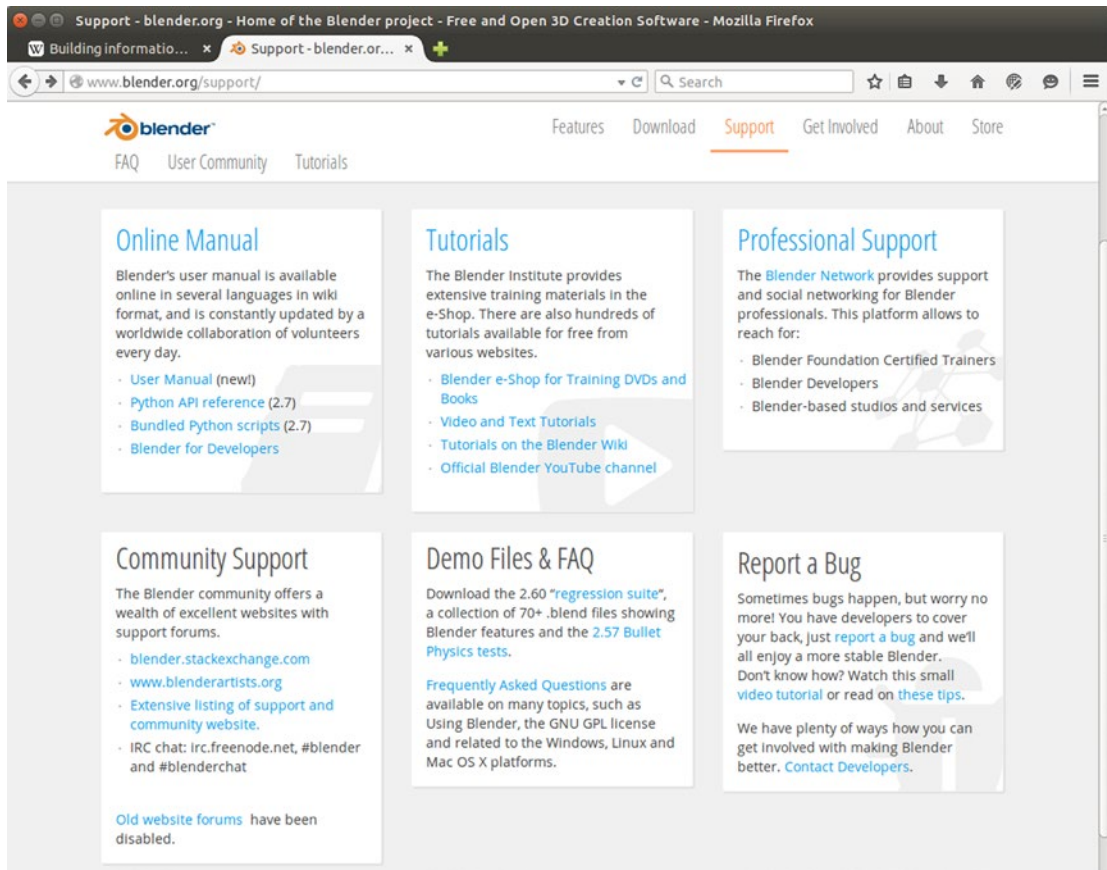 Support - blender.org - Home of the Blender project - Free and Open 3D Creation Software - Mozilla Firefox
Building informatio...
Support - blender.or...
www.blender.org/support/
Search
blender
Features
Download
Support
Get Involved
About
Store
FAQ
User Community
Tutorials
Online Manual
Blender's user manual is available
online in several languages in wiki
format, and is constantly updated by a
worldwide collaboration of volunteers
every day.
· User Manual (new!)
· Python API reference (2.7)
· Bundled Python scripts (2.7)
· Blender for Developers
Tutorials
The Blender Institute provides
extensive training materials in the
e-Shop. There are also hundreds of
tutorials available for free from
various websites.
· Blender e-Shop for Training DVDs and
Books
· Video and Text Tutorials
· Tutorials on the Blender Wiki
· Official Blender YouTube channel
Professional Support
The Blender Network provides support
and social networking for Blender
professionals. This platform allows to
reach for:
· Blender Foundation Certified Trainers
· Blender Developers
· Blender-based studios and services
Community Support
The Blender community offers a
wealth of excellent websites with
support forums.
· blender.stackexchange.com
· www.blenderartists.org
· Extensive listing of support and
community website.
· IRC chat: irc.freenode.net, #blender
and #blenderchat
Old website forums have been
disabled.
Demo Files & FAQ
Download the 2.60 "regression suite",
a collection of 70+ .blend files showing
Blender features and the 2.57 Bullet
Physics tests.
Frequently Asked Questions are
available on many topics, such as
Using Blender, the GNU GPL license
and related to the Windows, Linux and
Mac OS X platforms.
Report a Bug
Sometimes bugs happen, but worry no
more! You have developers to cover
your back, just report a bug and we'll
all enjoy a more stable Blender.
Don't know how? Watch this small
video tutorial or read on these tips.
We have plenty of ways how you can
get involved with making Blender
better. Contact Developers.